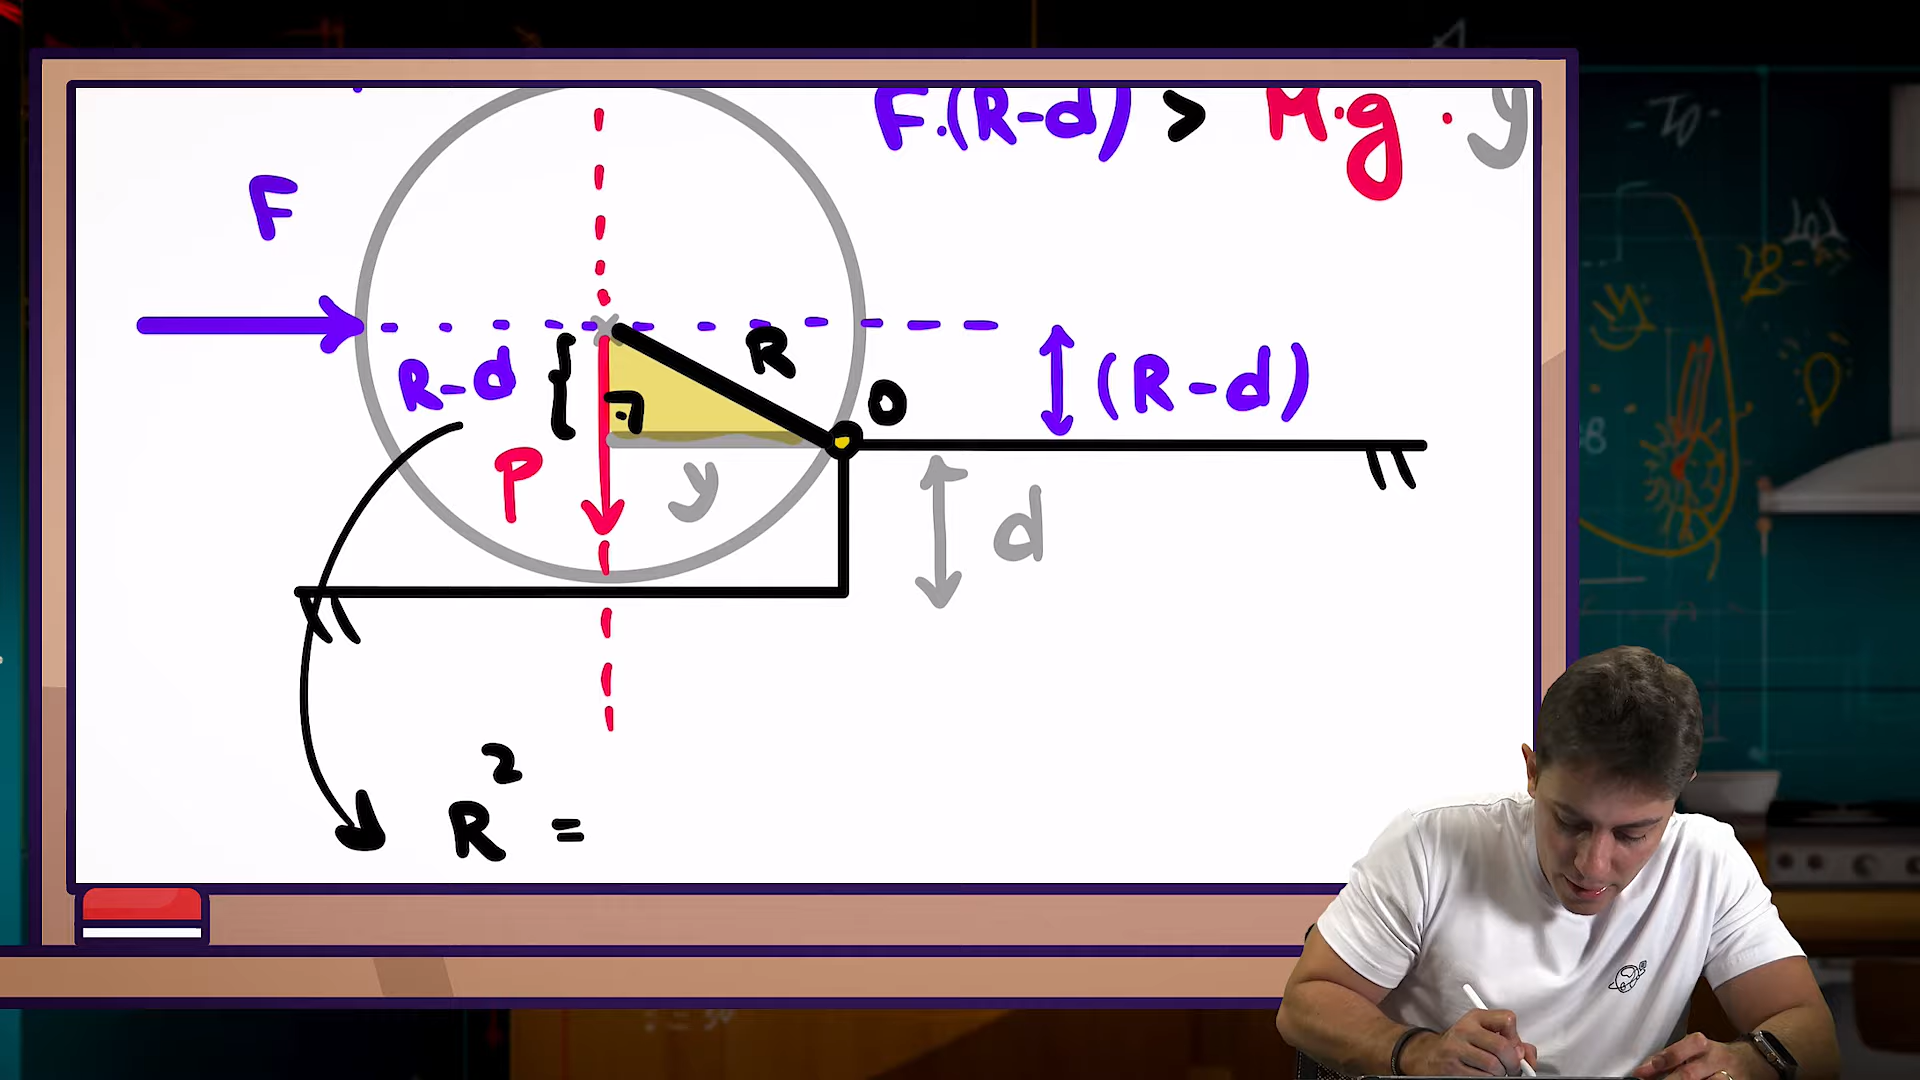 F.(R-d) > M.g . y
F
R-d
R
O
(R-d)
P
y
d
R² =